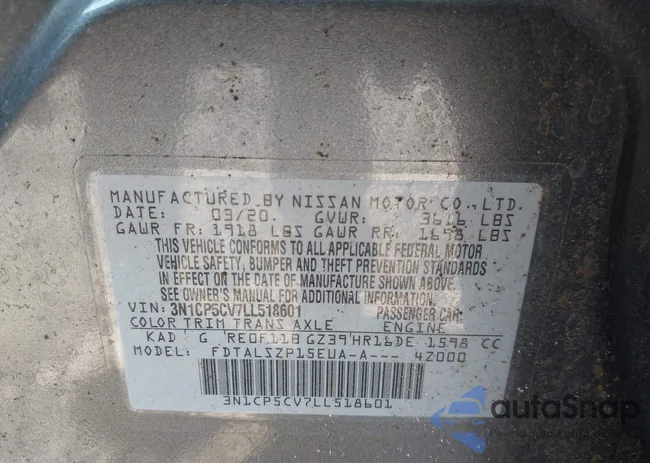 MANUFACTURED BY NISSAN MOTOR CO., LTD.
DATE: 03/20 GVWR: 3616 LBS
GAWR FR: 1918 LBS GAWR RR: 1698 LBS
THIS VEHICLE CONFORMS TO ALL APPLICABLE FEDERAL MOTOR
VEHICLE SAFETY, BUMPER AND THEFT PREVENTION STANDARDS
IN EFFECT ON THE DATE OF MANUFACTURE SHOWN ABOVE.
SEE OWNER'S MANUAL FOR ADDITIONAL INFORMATION.
VIN: 3N1CP5CV7LL518601 PASSENGER CAR
COLOR TRIM TRANS AXLE ENGINE
KAD G RE0F11B GZ39 HR16DE 1598 CC
MODEL: FDTALSZP15EUA-A--- 42000
3N1CP5CV7LL518601
autoSnap